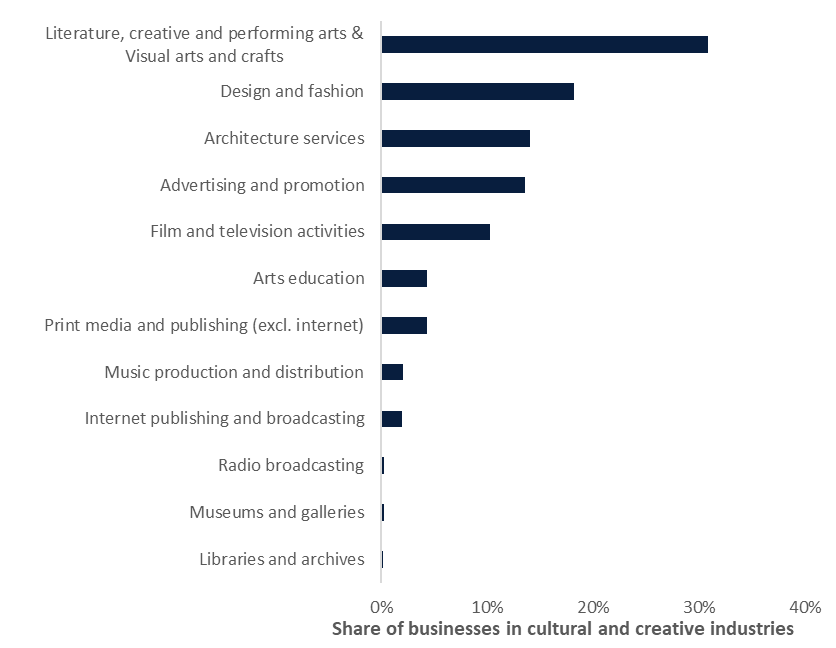 Literature, creative and performing arts &
Visual arts and crafts
Design and fashion
Architecture services
Advertising and promotion
Film and television activities
Arts education
Print media and publishing (excl. internet)
Music production and distribution
Internet publishing and broadcasting
Radio broadcasting
Museums and galleries
Libraries and archives
0% 10% 20% 30% 40%
Share of businesses in cultural and creative industries